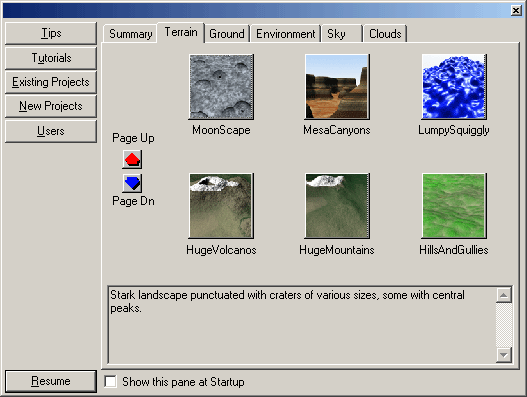 Tips
Tutorials
Existing Projects
New Projects
Users
Summary Terrain Ground Environment Sky Clouds
MoonScape MesaCanyons LumpySquiggly
Page Up
Page Dn
HugeVolcanos HugeMountains HillsAndGullies
Stark landscape punctuated with craters of various sizes, some with central
peaks.
Resume Show this pane at Startup